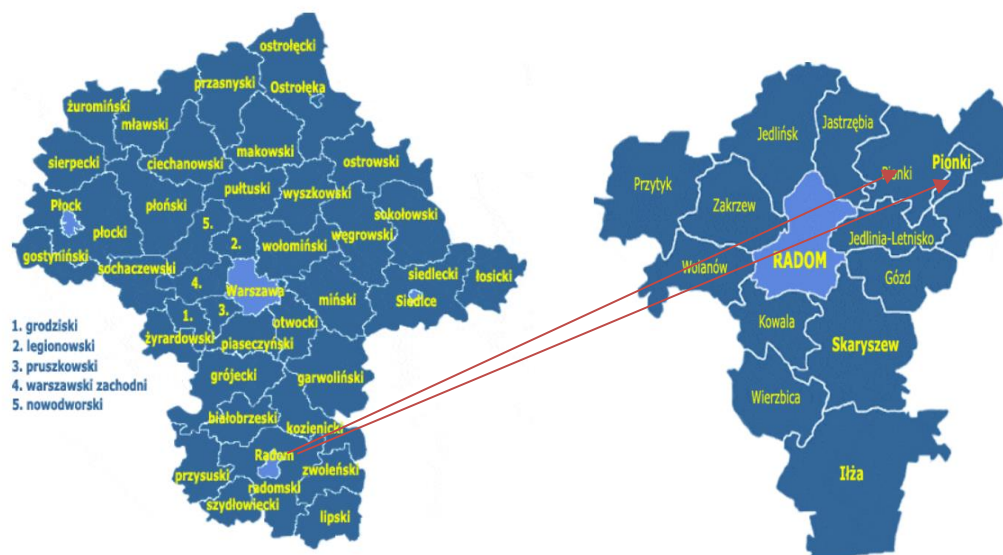 ostrołęcki
przasnyski
Ostrołęka
żuromiński
mławski
makowski
sierpecki
ciechanowski
ostrowski
pułtuski
wyszkowski
Płock
płoński
sokołowski
5.
płocki
węgrowski
2.
wołomiński
gostyniński
sochaczewski
siedlecki
łosicki
4.
Warszawa
miński
Siedlce
1.
3.
otwocki
żyrardowski
piaseczyński
1. grodziski
2. legionowski
3. pruszkowski
4. warszawski zachodni
5. nowodworski
grójecki
garwoliński
białobrzeski
kozienicki
Radom
zwoleński
przysuski
radomski
szydłowiecki
lipski
Jastrzębia
Jedlińsk
Pionki
Pionki
Przytyk
Zakrzew
Jedlinia-Letnisko
RADOM
Wolanów
Gózd
Kowala
Skaryszew
Wierzbica
Iłża